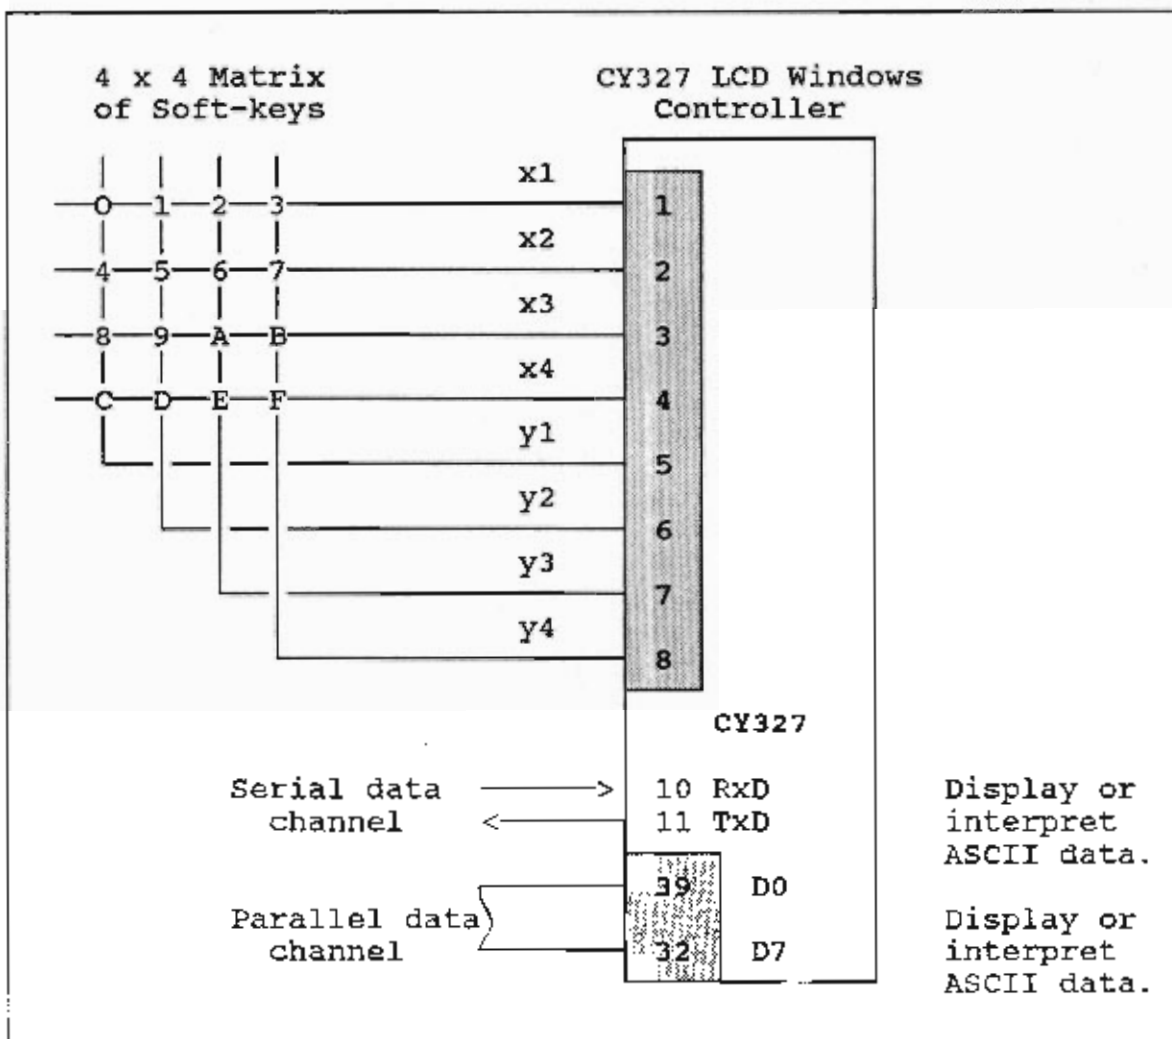 4 x 4 Matrix
of Soft-keys
CY327 LCD Windows
Controller
x1
0 1 2 3
1
x2
4 5 6 7
2
x3
8 9 A B
3
x4
C D E F
4
y1
5
y2
6
y3
7
y4
8
CY327
Serial data
channel
10 RxD
11 TxD
Display or
interpret
ASCII data.
39 D0
Parallel data
channel
32 D7
Display or
interpret
ASCII data.